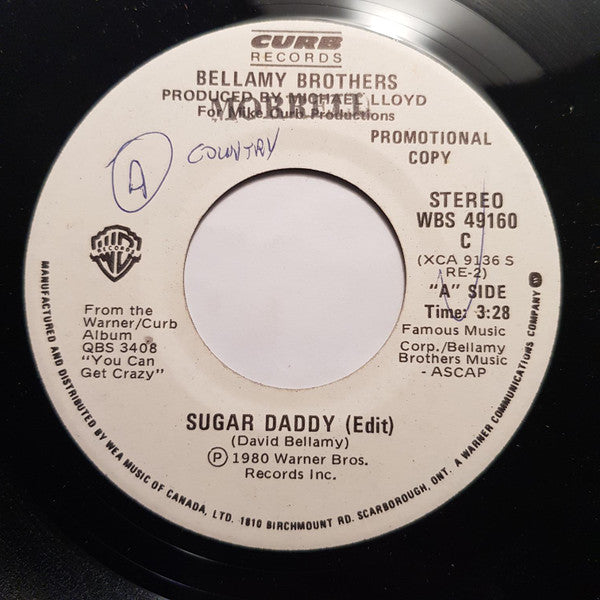 CURB
RECORDS
BELLAMY BROTHERS
PRODUCED BY MICHAEL LLOYD
MORRELL
For Mike Curb Productions
PROMOTIONAL
COPY
A
COUNTRY
STEREO
WBS 49160
C
(XCA 9136 S
RE-2)
"A" SIDE
Time: 3:28
Famous Music
Corp./Bellamy
Brothers Music
- ASCAP
W
RECORDS
From the
Warner/Curb
Album
QBS 3408
"You Can
Get Crazy"
SUGAR DADDY (Edit)
(David Bellamy)
Ⓟ 1980 Warner Bros.
Records Inc.
MANUFACTURED AND DISTRIBUTED BY WEA MUSIC OF CANADA, LTD. 1810 BIRCHMOUNT RD. SCARBOROUGH, ONT. A WARNER COMMUNICATIONS COMPANY